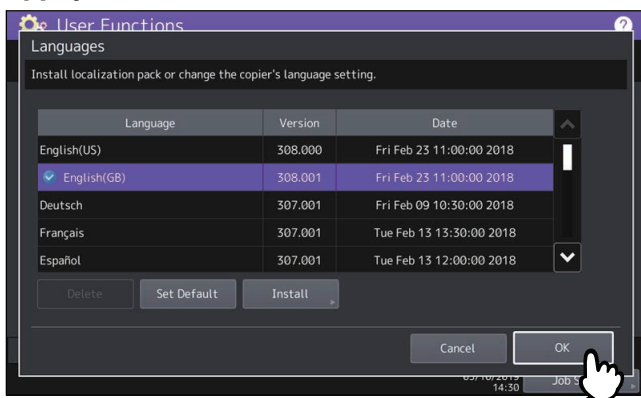 User Functions ?
Languages
Install localization pack or change the copier's language setting.
Language Version Date
English(US) 308.000 Fri Feb 23 11:00:00 2018
English(GB) 308.001 Fri Feb 23 11:00:00 2018
Deutsch 307.001 Fri Feb 09 10:30:00 2018
Français 307.001 Tue Feb 13 13:30:00 2018
Español 307.001 Tue Feb 13 12:00:00 2018
Delete Set Default Install
Cancel OK
14:30 Job